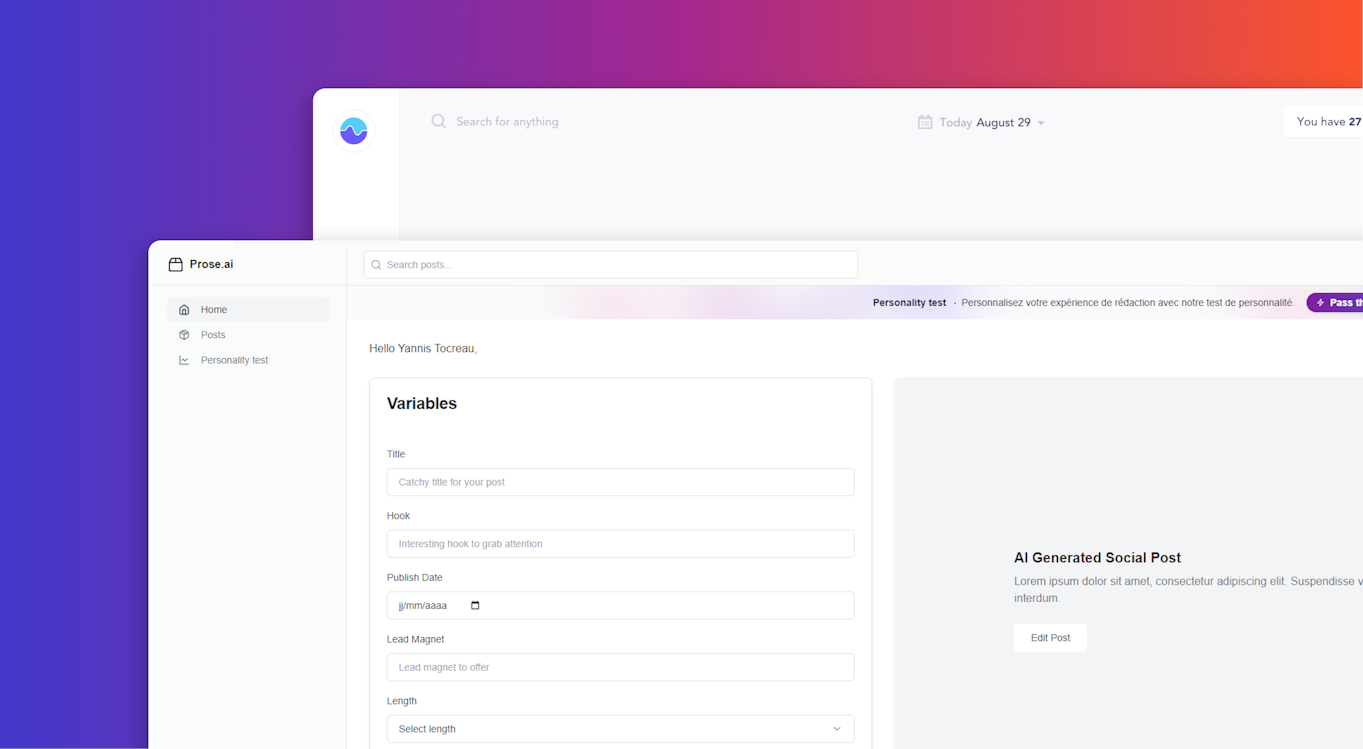 Search for anything
Today August 29
You have 27
Prose.ai
Search posts...
Home
Posts
Personality test
Personality test · Personnalisez votre expérience de rédaction avec notre test de personnalité.
Pass th
Hello Yannis Tocreau,
Variables
Title
Catchy title for your post
Hook
Interesting hook to grab attention
Publish Date
jj/mm/aaaa
Lead Magnet
Lead magnet to offer
Length
Select length
AI Generated Social Post
Lorem ipsum dolor sit amet, consectetur adipiscing elit. Suspendisse v
interdum.
Edit Post